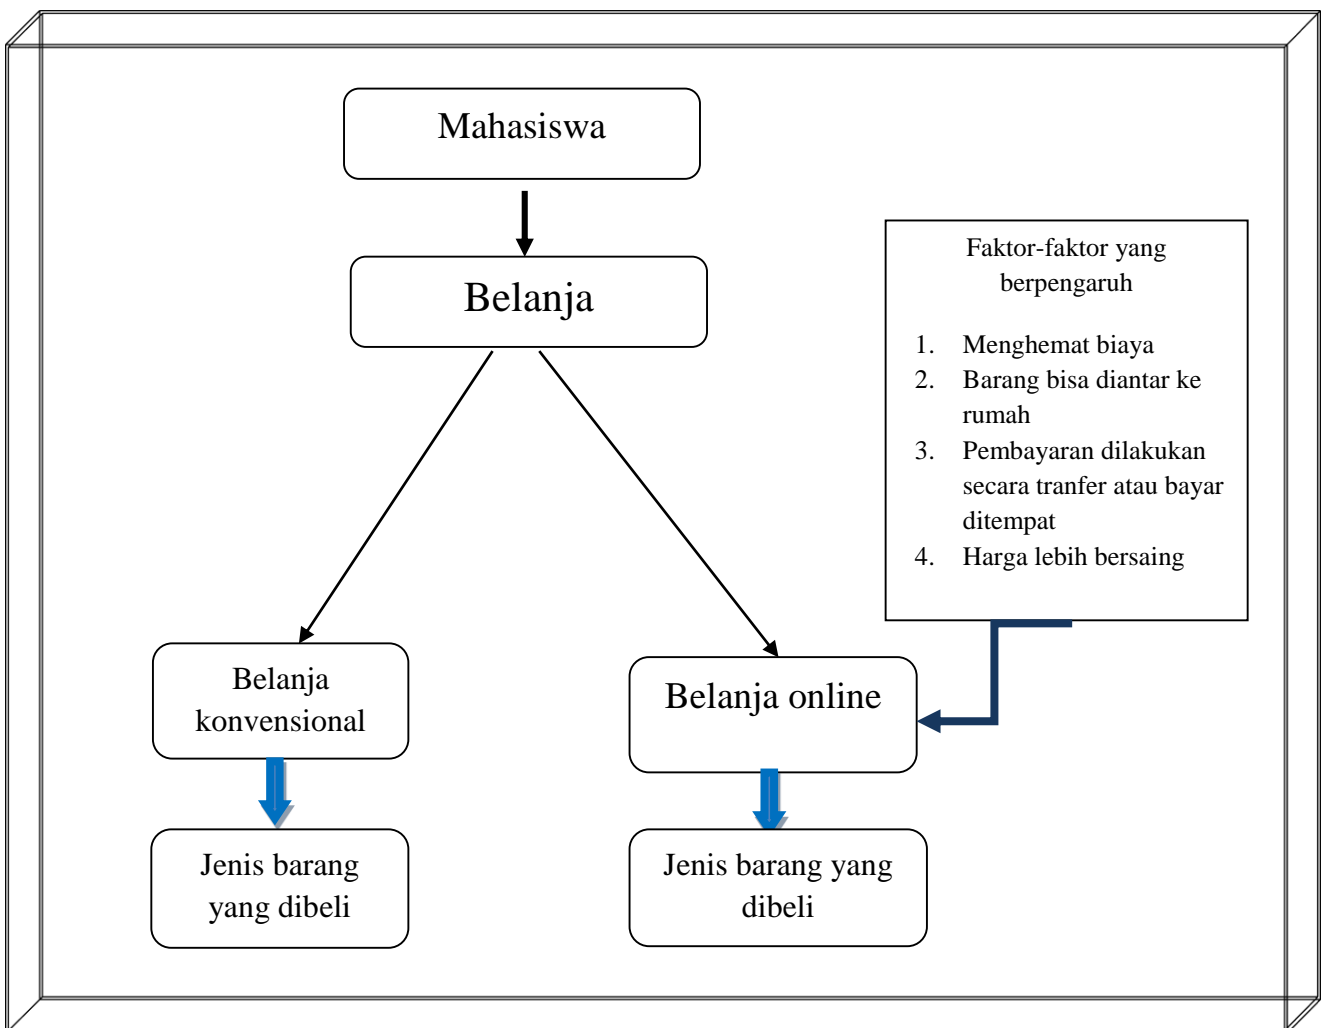 Mahasiswa
Belanja
Faktor-faktor yang
berpengaruh
1. Menghemat biaya
2. Barang bisa diantar ke
rumah
3. Pembayaran dilakukan
secara tranfer atau bayar
ditempat
4. Harga lebih bersaing
Belanja
konvensional
Belanja online
Jenis barang
yang dibeli
Jenis barang yang
dibeli